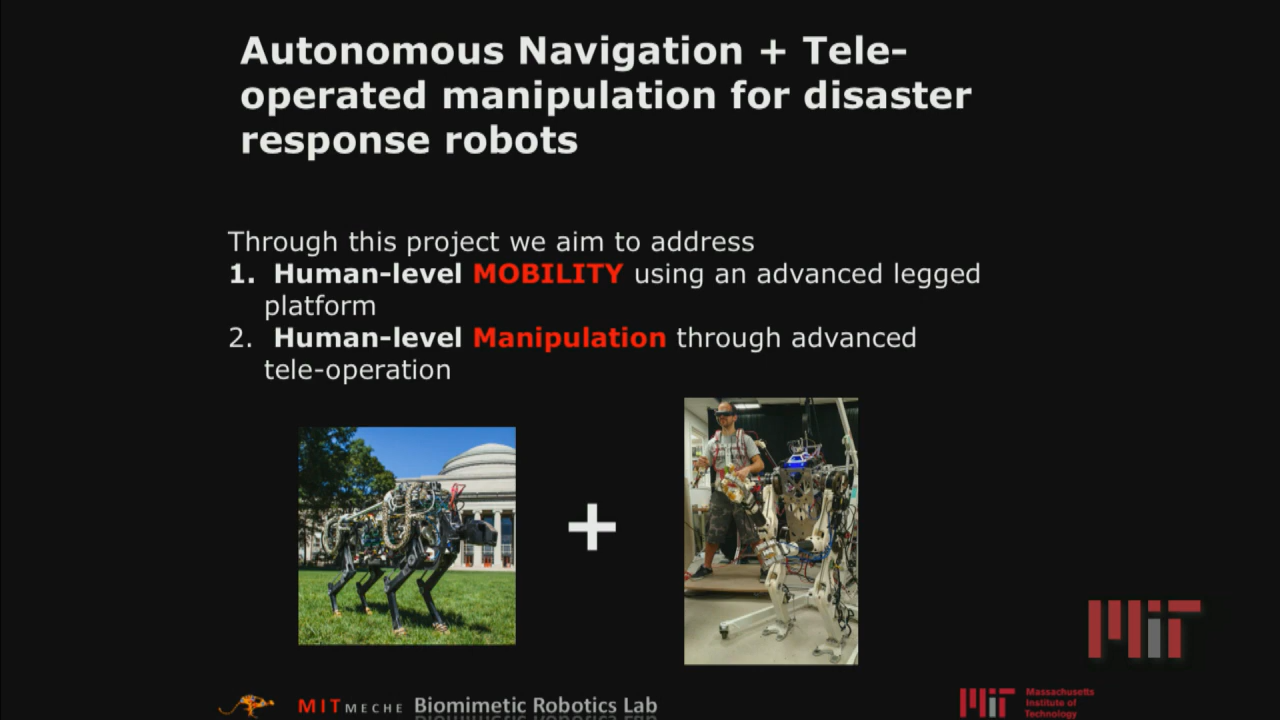 Autonomous Navigation + Tele-
operated manipulation for disaster
response robots
Through this project we aim to address
1. Human-level MOBILITY using an advanced legged
platform
2. Human-level Manipulation through advanced
tele-operation
+
MIT
MIT MECHE Biomimetic Robotics Lab
MIT Massachusetts
Institute of
Technology